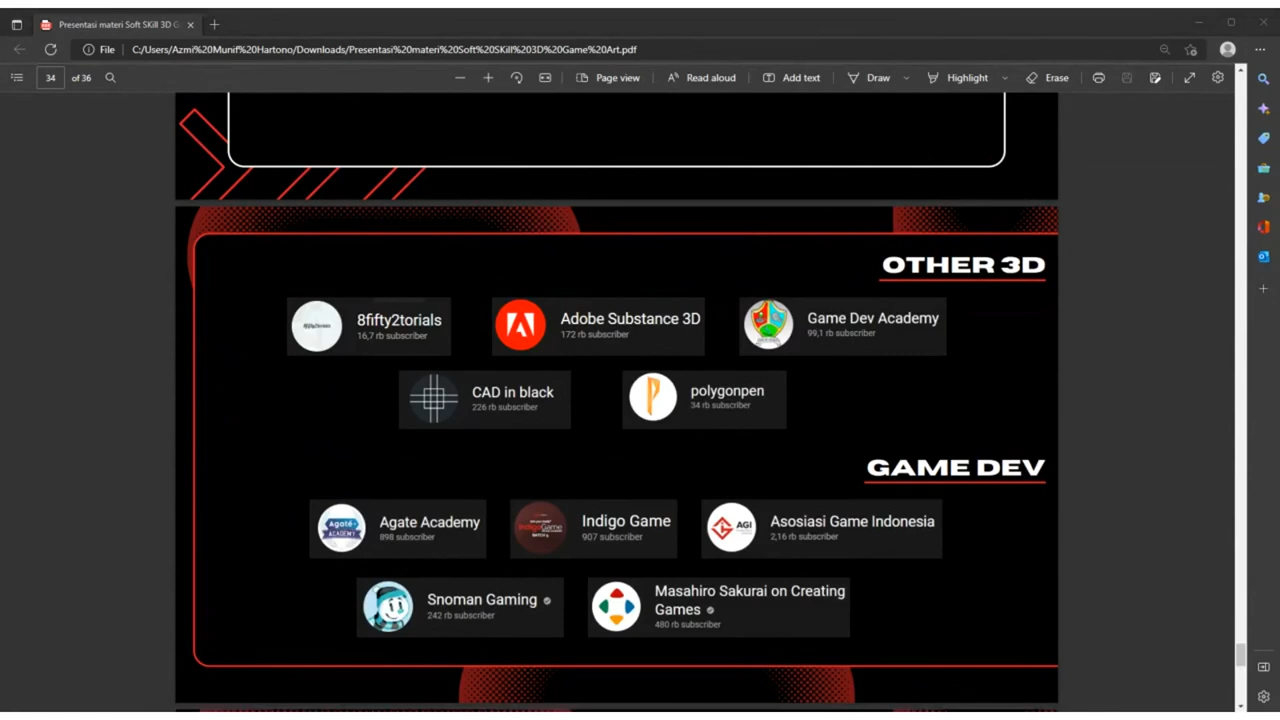 Presentasi materi Soft SKill 3D G
File
C:/Users/Azmi%20Munif%20Hartono/Downloads/Presentasi%20materi%20Soft%20SKill%203D%20Game%20Art.pdf
34 of 36
Page view
Read aloud
Add text
Draw
Highlight
Erase
OTHER 3D
8fifty2torials
16,7 rb subscriber
Adobe Substance 3D
172 rb subscriber
Game Dev Academy
99,1 rb subscriber
CAD in black
226 rb subscriber
polygonpen
34 rb subscriber
GAME DEV
Agate ACADEMY
Agate Academy
898 subscriber
Indigo Game
907 subscriber
AGI
Asosiasi Game Indonesia
2,16 rb subscriber
Snoman Gaming
242 rb subscriber
Masahiro Sakurai on Creating
Games
480 rb subscriber